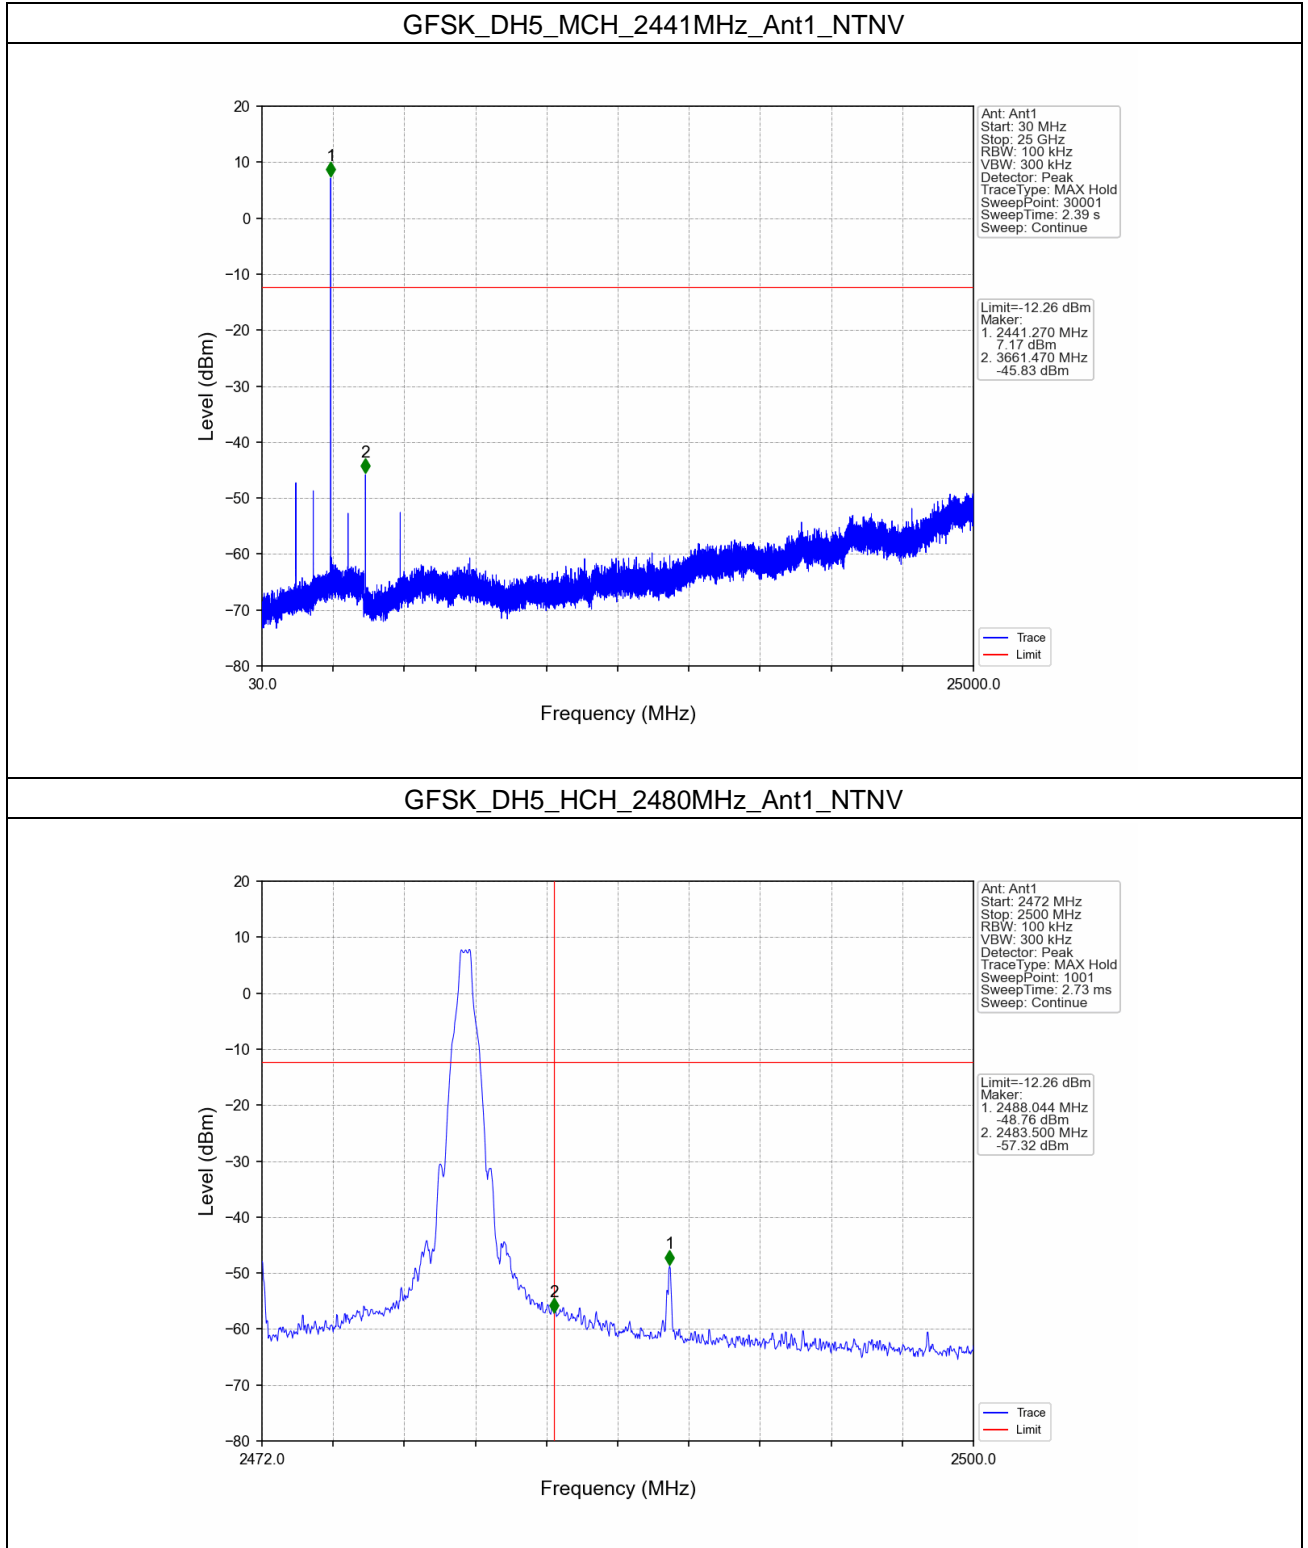 GFSK_DH5_MCH_2441MHz_Ant1_NTNV
20
10
0
−10
−20
−30
−40
−50
−60
−70
−80
Level (dBm)
1
2
30.0
25000.0
Frequency (MHz)
Ant: Ant1
Start: 30 MHz
Stop: 25 GHz
RBW: 100 kHz
VBW: 300 kHz
Detector: Peak
TraceType: MAX Hold
SweepPoint: 30001
SweepTime: 2.39 s
Sweep: Continue
Limit=-12.26 dBm
Maker:
1. 2441.270 MHz
7.17 dBm
2. 3661.470 MHz
-45.83 dBm
Trace
Limit
GFSK_DH5_HCH_2480MHz_Ant1_NTNV
20
10
0
−10
−20
−30
−40
−50
−60
−70
−80
Level (dBm)
1
2
2472.0
2500.0
Frequency (MHz)
Ant: Ant1
Start: 2472 MHz
Stop: 2500 MHz
RBW: 100 kHz
VBW: 300 kHz
Detector: Peak
TraceType: MAX Hold
SweepPoint: 1001
SweepTime: 2.73 ms
Sweep: Continue
Limit=-12.26 dBm
Maker:
1. 2488.044 MHz
-48.76 dBm
2. 2483.500 MHz
-57.32 dBm
Trace
Limit